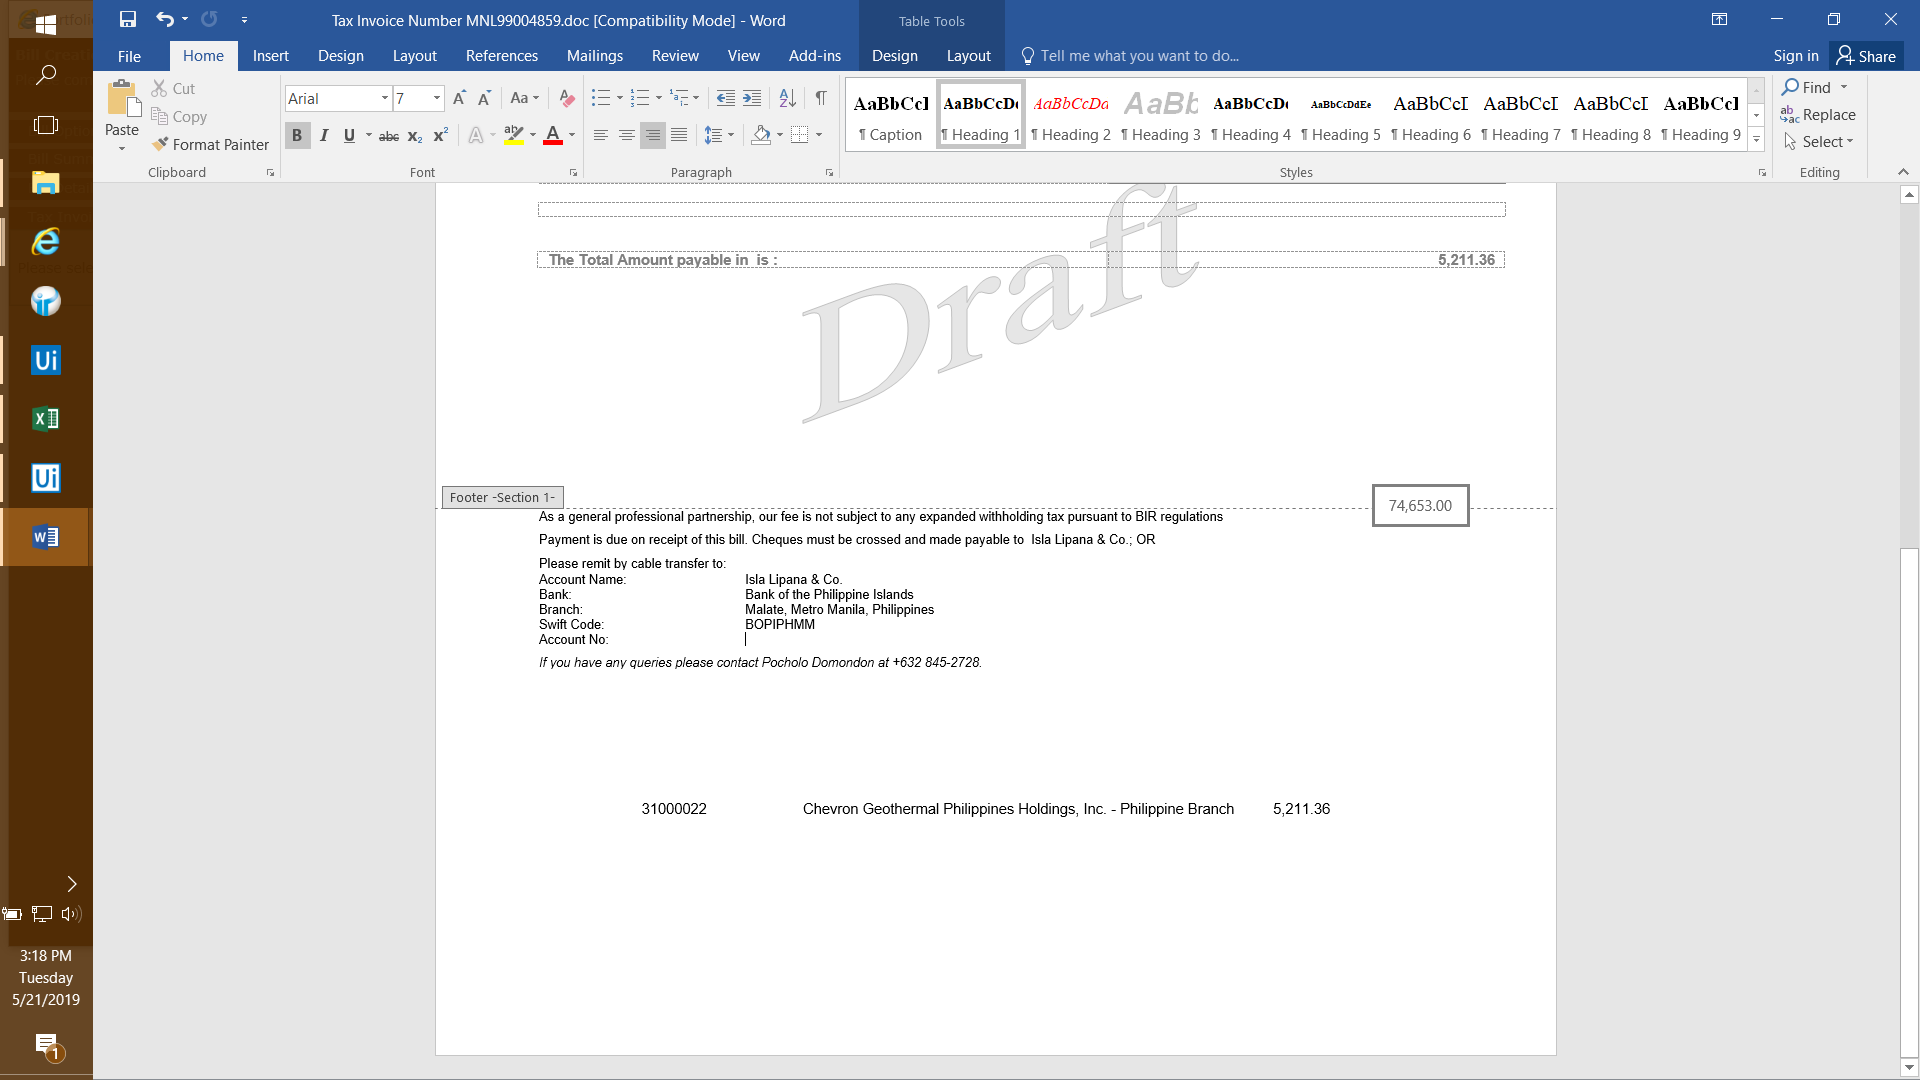 Tax Invoice Number MNL99004859.doc [Compatibility Mode] - Word
Table Tools
File Home Insert Design Layout References Mailings Review View Add-ins Design Layout Tell me what you want to do... Sign in Share
Paste
Cut
Copy
Format Painter
Clipboard
Arial 7
Font
Paragraph
AaBbCcI AaBbCcDd AaBbCcDd AaBb AaBbCcDd AaBbCcDdEe AaBbCcI AaBbCcI AaBbCcI AaBbCcI
¶ Caption ¶ Heading 1 ¶ Heading 2 ¶ Heading 3 ¶ Heading 4 ¶ Heading 5 ¶ Heading 6 ¶ Heading 7 ¶ Heading 8 ¶ Heading 9
Styles
Find
Replace
Select
Editing
Draft
The Total Amount payable in is : 5,211.36
Footer -Section 1-
74,653.00
As a general professional partnership, our fee is not subject to any expanded withholding tax pursuant to BIR regulations
Payment is due on receipt of this bill. Cheques must be crossed and made payable to Isla Lipana & Co.; OR
Please remit by cable transfer to:
Account Name: Isla Lipana & Co.
Bank: Bank of the Philippine Islands
Branch: Malate, Metro Manila, Philippines
Swift Code: BOPIPHMM
Account No:
If you have any queries please contact Pocholo Domondon at +632 845-2728.
31000022 Chevron Geothermal Philippines Holdings, Inc. - Philippine Branch 5,211.36
Ui
Ui
3:18 PM
Tuesday
5/21/2019
1